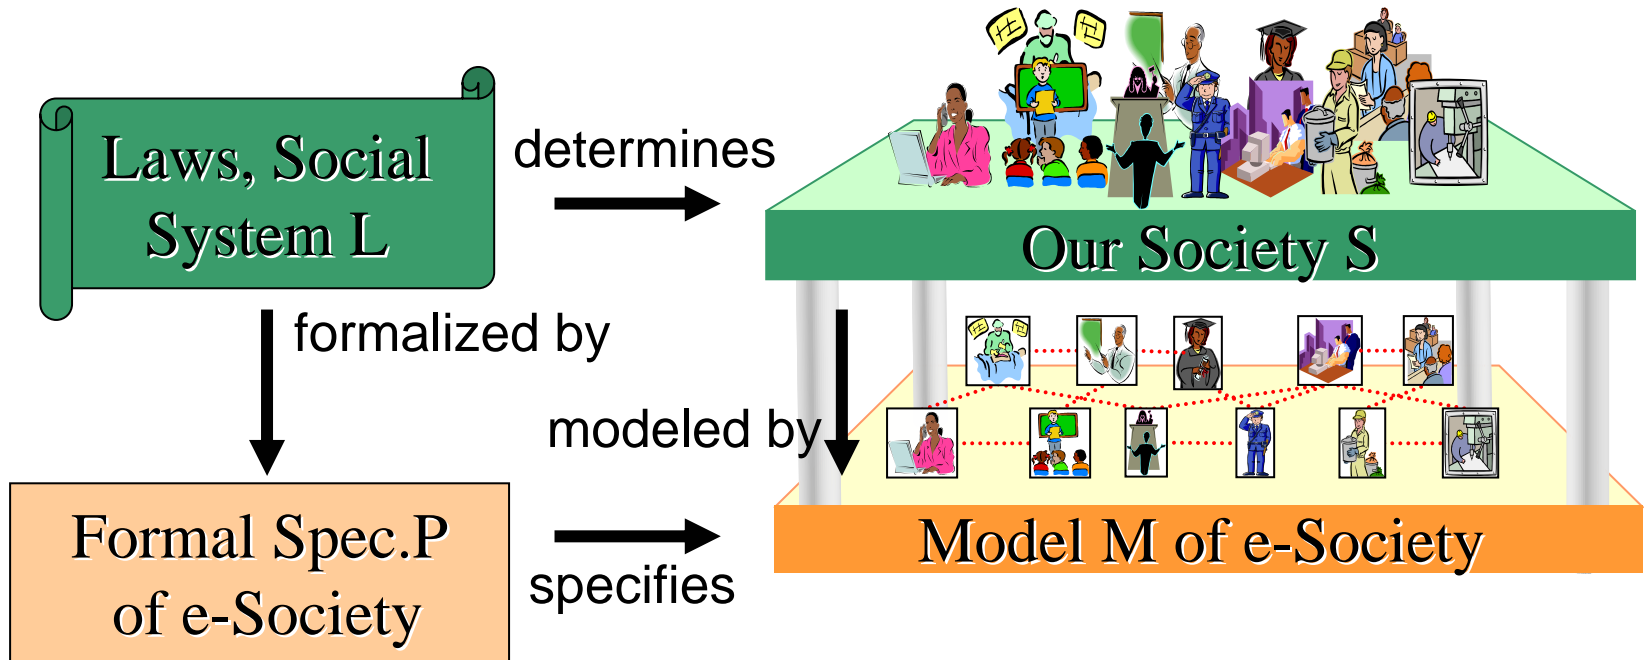 Laws, Social
System L
determines
Our Society S
formalized by
modeled by
Formal Spec.P
of e-Society
specifies
Model M of e-Society